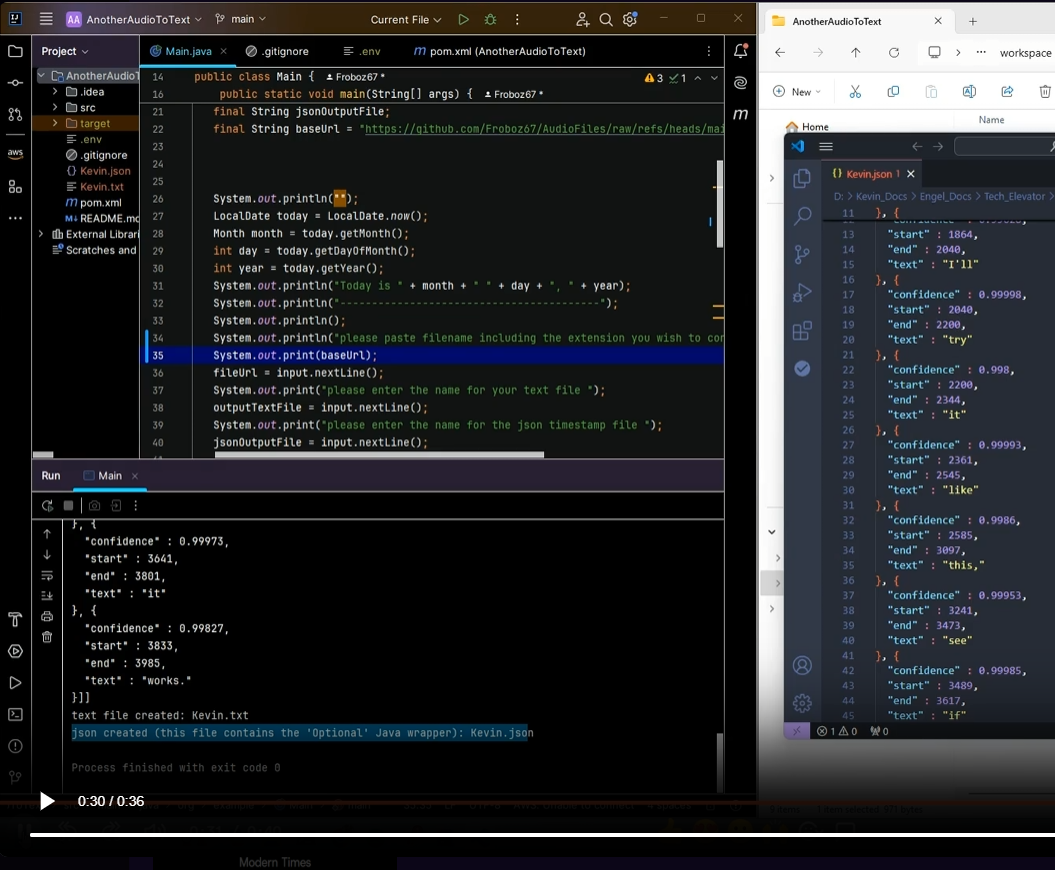 AA AnotherAudioToText main Current File
Project
Main.java
.gitignore
.env
pom.xml (AnotherAudioToText)
AnotherAudioT
.idea
src
target
.env
.gitignore
Kevin.json
Kevin.txt
pom.xml
README.md
External Librari
Scratches and
aws
14 public class Main { Froboz67 *
3 1
16 public static void main(String[] args) { Froboz67 *
21 final String jsonOutputFile;
22 final String baseUrl = "https://github.com/Froboz67/AudioFiles/raw/refs/heads/mai
23
24
25
26 System.out.println("");
27 LocalDate today = LocalDate.now();
28 Month month = today.getMonth();
29 int day = today.getDayOfMonth();
30 int year = today.getYear();
31 System.out.println("Today is " + month + " " + day + ", " + year);
32 System.out.println("-----------------------------------------");
33 System.out.println();
34 System.out.println("please paste filename including the extension you wish to con
35 System.out.print(baseUrl);
36 fileUrl = input.nextLine();
37 System.out.print("please enter the name for your text file ");
38 outputTextFile = input.nextLine();
39 System.out.print("please enter the name for the json timestamp file ");
40 jsonOutputFile = input.nextLine();
Run Main
}, {
"confidence" : 0.99973,
"start" : 3641,
"end" : 3801,
"text" : "it"
}, {
"confidence" : 0.99827,
"start" : 3833,
"end" : 3985,
"text" : "works."
}]]
text file created: Kevin.txt
json created (this file contains the 'Optional' Java wrapper): Kevin.json
Process finished with exit code 0
0:30 / 0:36
Modern Times
AnotherAudioToText
workspace
New
Name
Home
Kevin.json 1
D: > Kevin_Docs > Engel_Docs > Tech_Elevator >
11 }, {
13 "start" : 1864,
14 "end" : 2040,
15 "text" : "I'll"
16 }, {
17 "confidence" : 0.99998,
18 "start" : 2040,
19 "end" : 2200,
20 "text" : "try"
21 }, {
22 "confidence" : 0.998,
23 "start" : 2200,
24 "end" : 2344,
25 "text" : "it"
26 }, {
27 "confidence" : 0.99993,
28 "start" : 2361,
29 "end" : 2545,
30 "text" : "like"
31 }, {
32 "confidence" : 0.9986,
33 "start" : 2585,
34 "end" : 3097,
35 "text" : "this,"
36 }, {
37 "confidence" : 0.99953,
38 "start" : 3241,
39 "end" : 3473,
40 "text" : "see"
41 }, {
42 "confidence" : 0.99985,
43 "start" : 3489,
44 "end" : 3617,
45 "text" : "if"
1 0 0